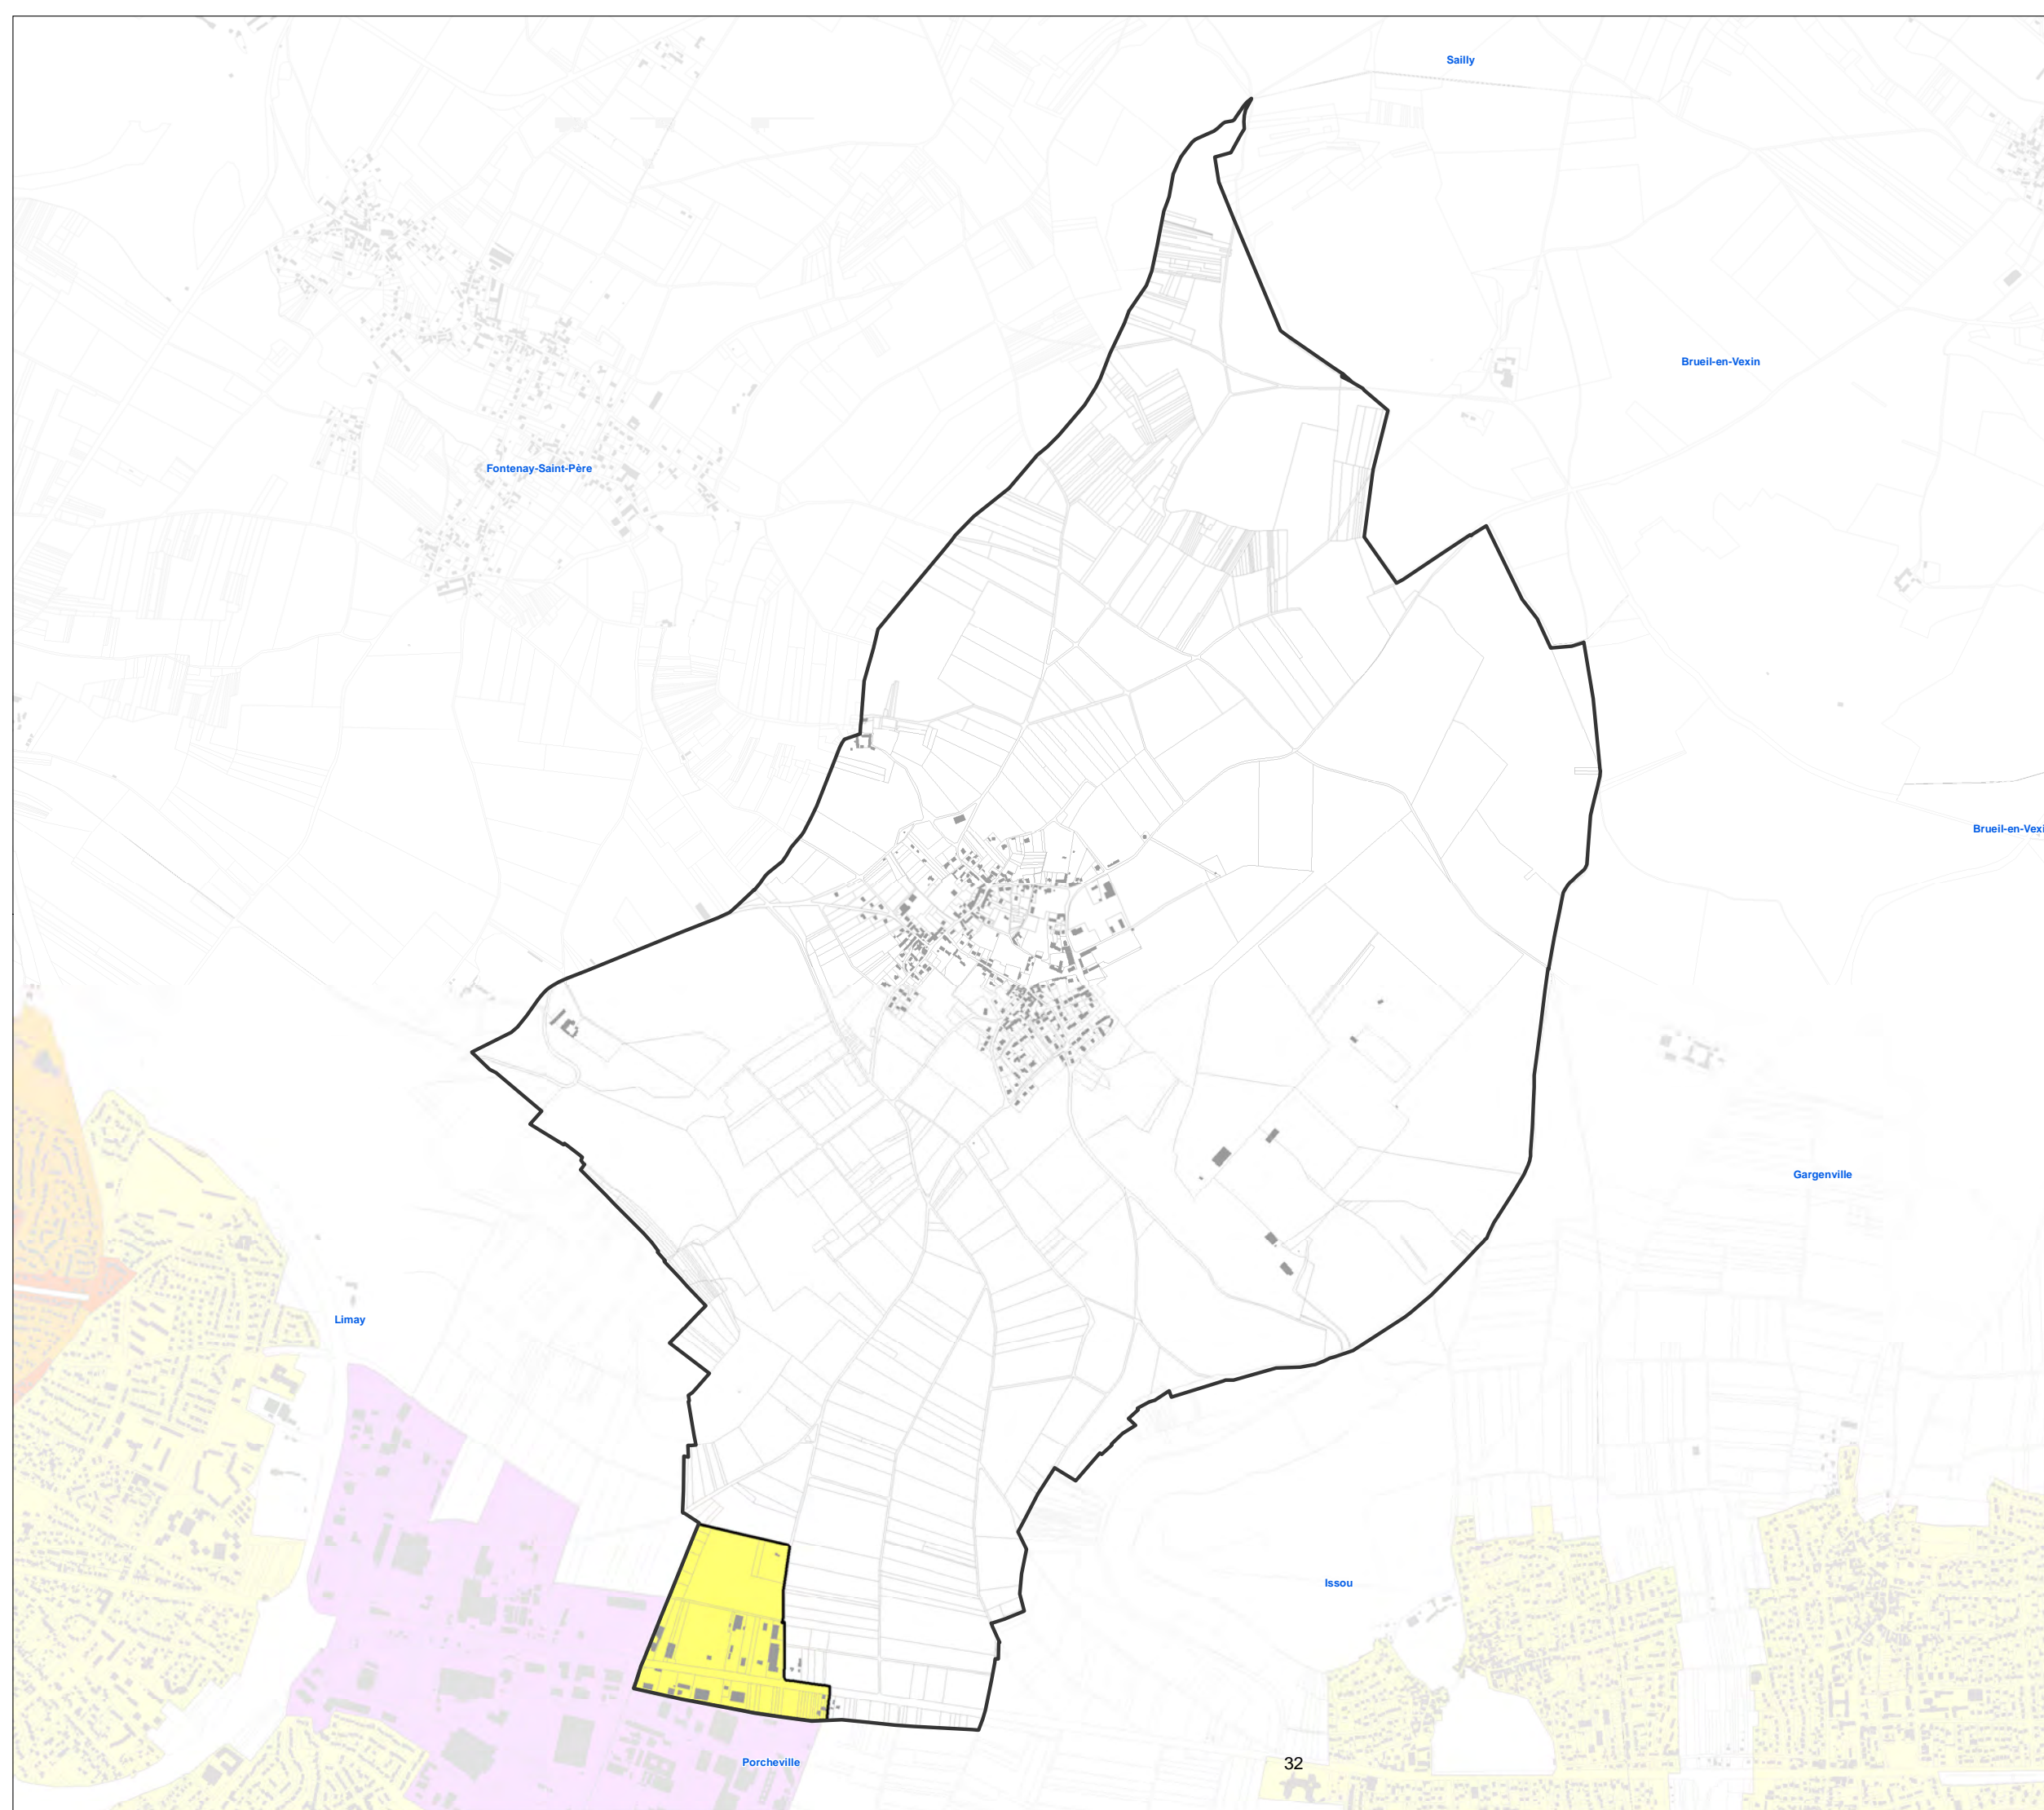 Sailly
Brueil-en-Vexin
Fontenay-Saint-Père
Brueil-en-Vexi
Gargenville
Limay
Issou
Porcheville
32